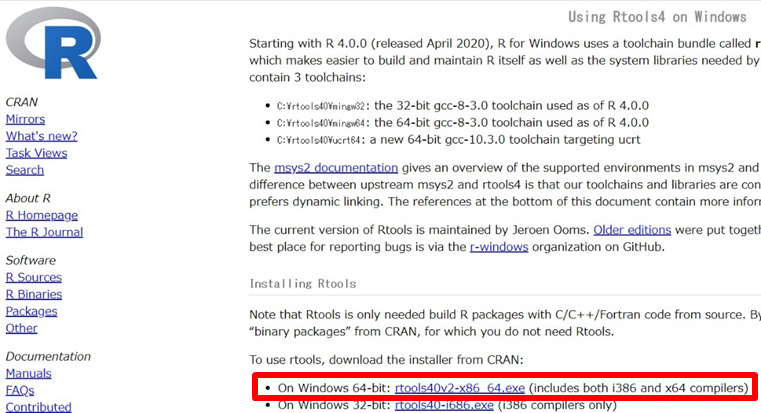 R
CRAN
Mirrors
What's new?
Task Views
Search
About R
R Homepage
The R Journal
Software
R Sources
R Binaries
Packages
Other
Documentation
Manuals
FAQs
Contributed
Using Rtools4 on Windows
Starting with R 4.0.0 (released April 2020), R for Windows uses a toolchain bundle called r
which makes easier to build and maintain R itself as well as the system libraries needed by
contain 3 toolchains:
• C:¥rtools40¥mingw32: the 32-bit gcc-8-3.0 toolchain used as of R 4.0.0
• C:¥rtools40¥mingw64: the 64-bit gcc-8-3.0 toolchain used as of R 4.0.0
• C:¥rtools40¥ucrt64: a new 64-bit gcc-10.3.0 toolchain targeting ucrt
The msys2 documentation gives an overview of the supported environments in msys2 and
difference between upstream msys2 and rtools4 is that our toolchains and libraries are con
prefers dynamic linking. The references at the bottom of this document contain more infor
The current version of Rtools is maintained by Jeroen Ooms. Older editions were put togeth
best place for reporting bugs is via the r-windows organization on GitHub.
Installing Rtools
Note that Rtools is only needed build R packages with C/C++/Fortran code from source. By
“binary packages” from CRAN, for which you do not need Rtools.
To use rtools, download the installer from CRAN:
• On Windows 64-bit: rtools40v2-x86_64.exe (includes both i386 and x64 compilers)
• On Windows 32-bit: rtools40-i686.exe (i386 compilers only)